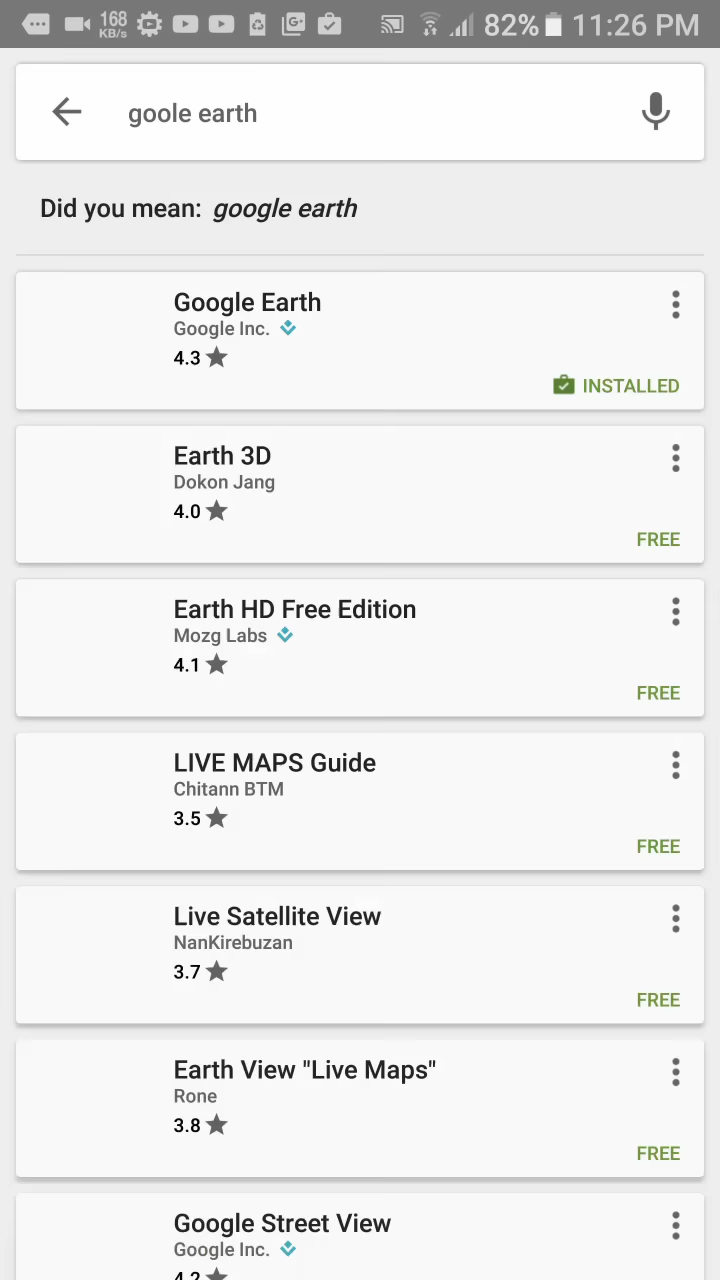 168 KB/s 82% 11:26 PM
goole earth
Did you mean: google earth
Google Earth
Google Inc.
4.3
INSTALLED
Earth 3D
Dokon Jang
4.0
FREE
Earth HD Free Edition
Mozg Labs
4.1
FREE
LIVE MAPS Guide
Chitann BTM
3.5
FREE
Live Satellite View
NanKirebuzan
3.7
FREE
Earth View "Live Maps"
Rone
3.8
FREE
Google Street View
Google Inc.
4.2